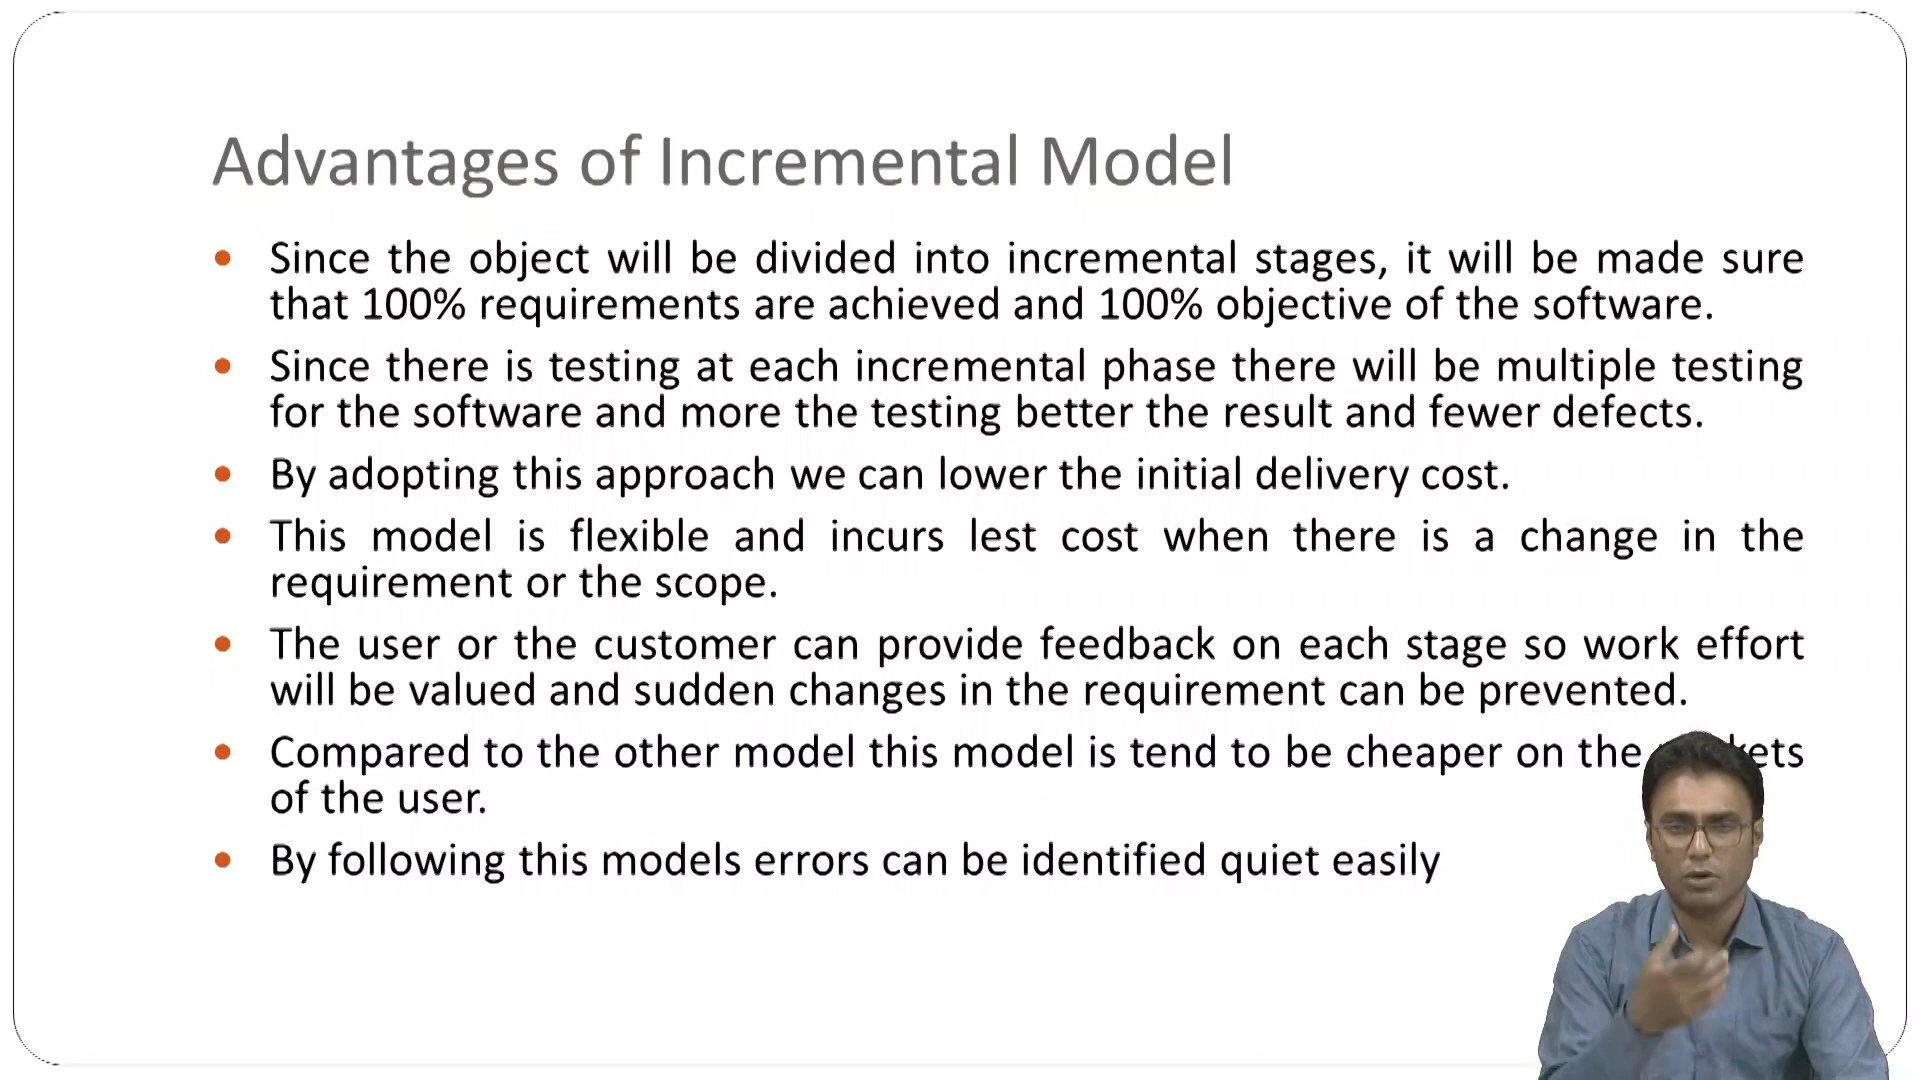 Advantages of Incremental Model
• Since the object will be divided into incremental stages, it will be made sure
that 100% requirements are achieved and 100% objective of the software.
• Since there is testing at each incremental phase there will be multiple testing
for the software and more the testing better the result and fewer defects.
• By adopting this approach we can lower the initial delivery cost.
• This model is flexible and incurs lest cost when there is a change in the
requirement or the scope.
• The user or the customer can provide feedback on each stage so work effort
will be valued and sudden changes in the requirement can be prevented.
• Compared to the other model this model is tend to be cheaper on the
of the user.
• By following this models errors can be identified quiet easily